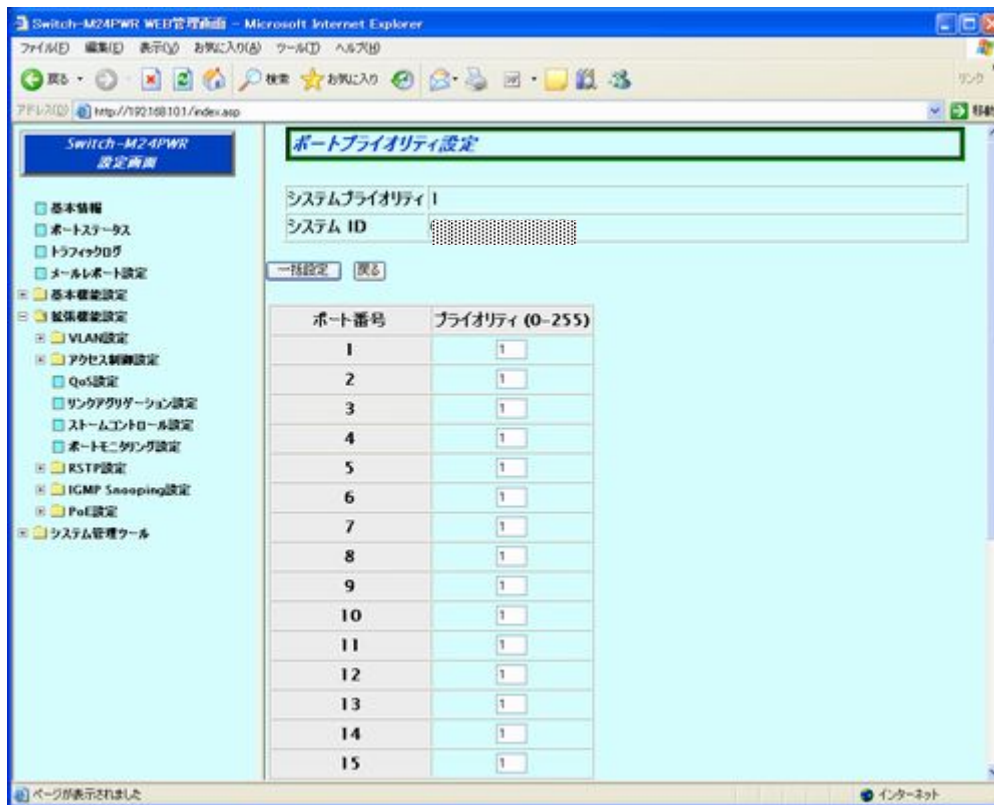 Switch-M24PWR WEB管理画面 - Microsoft Internet Explorer
ファイル(F) 編集(E) 表示(V) お気に入り(A) ツール(T) ヘルプ(H)
戻る 検索 お気に入り リンク
アドレス(D) http://192.168.10.1/index.asp 移動
Switch-M24PWR
設定画面
基本情報
ポートステータス
トラフィックログ
メールレポート設定
基本機能設定
拡張機能設定
VLAN設定
アクセス制御設定
QoS設定
リンクアグリゲーション設定
ストームコントロール設定
ポートモニタリング設定
RSTP設定
IGMP Snooping設定
PoE設定
システム管理ツール
ポートプライオリティ設定
システムプライオリティ 1
システム ID
一括設定 戻る
ポート番号 プライオリティ (0-255)
1 1
2 1
3 1
4 1
5 1
6 1
7 1
8 1
9 1
10 1
11 1
12 1
13 1
14 1
15 1
ページが表示されました インターネット